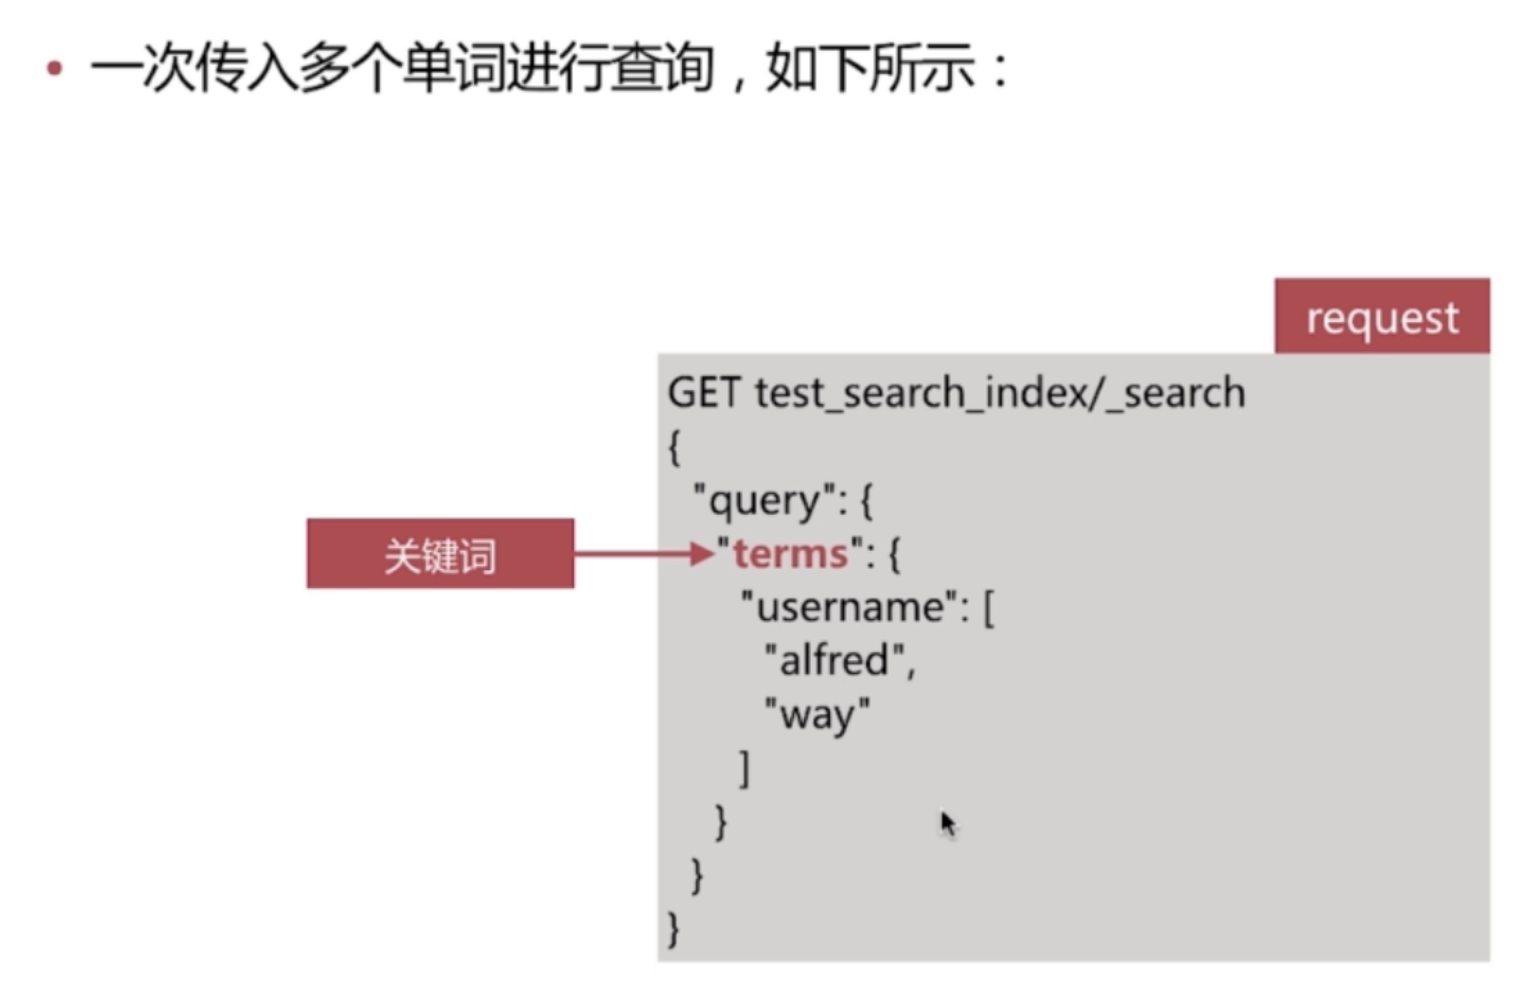 一次传入多个单词进行查询，如下所示：
request
GET test_search_index/_search
{
"query": {
关键词
"terms": {
"username": [
"alfred",
"way"
]
}
}
}